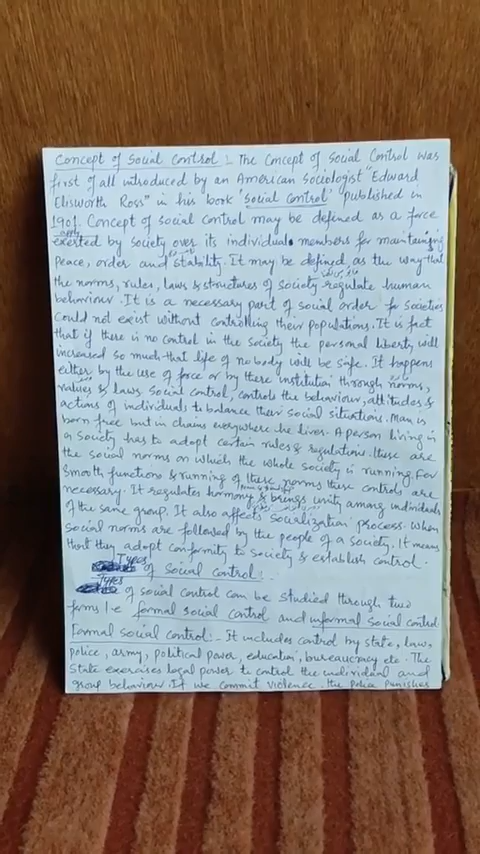 Concept of Social Control :- The Concept of Social "Control was
first of all introduced by an American Sociologist "Edward
Elisworth Ross" in his book 'Social Control' published in
1901. Concept of social control may be defined as a force
exerted by society over its individual members for maintaining
Peace, order and stability. It may be defined as the way that
the norms, rules, laws & structures of society regulate human
behaviour. It is a necessary part of social order for societies
could not exist without controlling their populations. It is fact
that if there is no control in the society the personal liberty will
increased so much that life of no body will be safe. It happens
either by the use of force or by these institution through norms,
values & laws. Social control, controls the behaviour, attitudes &
actions of individuals to balance their social situations. Man is
born free but in chains everywhere he lives. A person living in
a society has to adopt certain rules & regulations. these are
the social norms on which the whole society is running. For
smooth functions & running of these norms these controls are
necessary. It regulates harmony & brings unity among individuals
of the same group. It also affects socialization process. when
social norms are followed by the people of a society. It means
that they adopt conformity to society & establish control.
Types of Social Control :-
Types of social control can be studied through two
forms i.e formal social control and informal social control
Formal social control:- It includes control by state, law,
police, army, political power, education, bureaucracy etc. The
State exercises legal power to control the individual and
group behaviour. If we commit violence, the police punishes